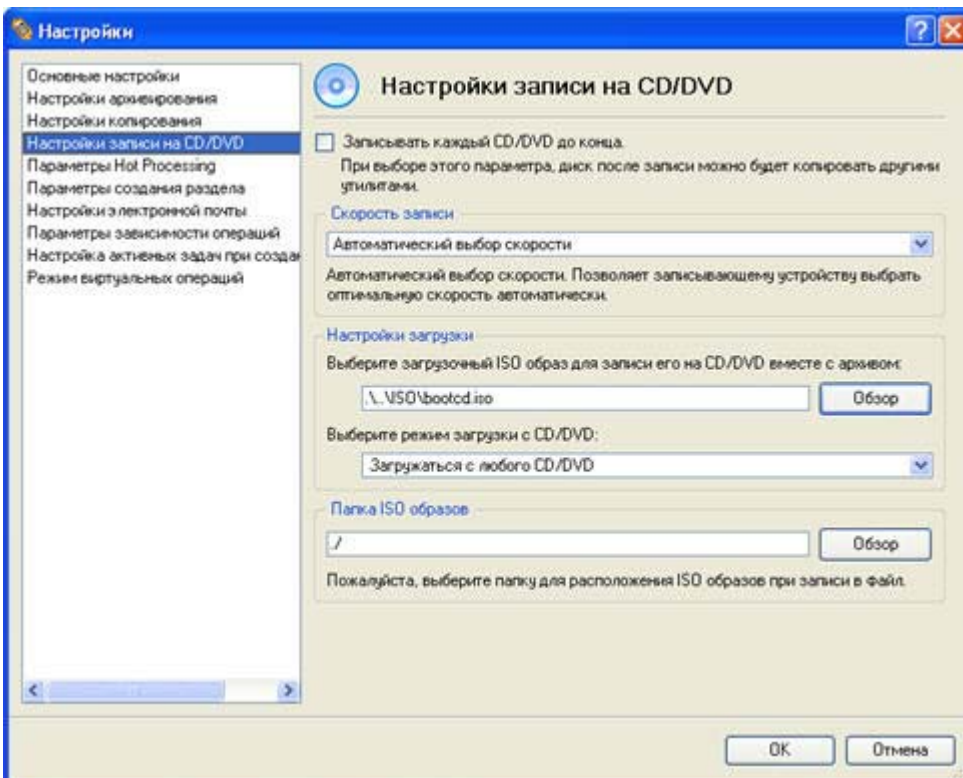 Настройки
Основные настройки
Настройки архивирования
Настройки копирования
Настройки записи на CD/DVD
Параметры Hot Processing
Параметры создания раздела
Настройки электронной почты
Параметры зависимости операций
Настройка активных задач при создан
Режим виртуальных операций
Настройки записи на CD/DVD
Записывать каждый CD/DVD до конца.
При выборе этого параметра, диск после записи можно будет копировать другими
утилитами.
Скорость записи
Автоматический выбор скорости
Автоматический выбор скорости. Позволяет записывающему устройству выбрать
оптимальную скорость автоматически.
Настройки загрузки
Выберите загрузочный ISO образ для записи его на CD/DVD вместе с архивом:
.\..\ISO\bootcd.iso
Обзор
Выберите режим загрузки с CD/DVD:
Загружаться с любого CD/DVD
Папка ISO образов
./
Обзор
Пожалуйста, выберите папку для расположения ISO образов при записи в файл.
OK
Отмена